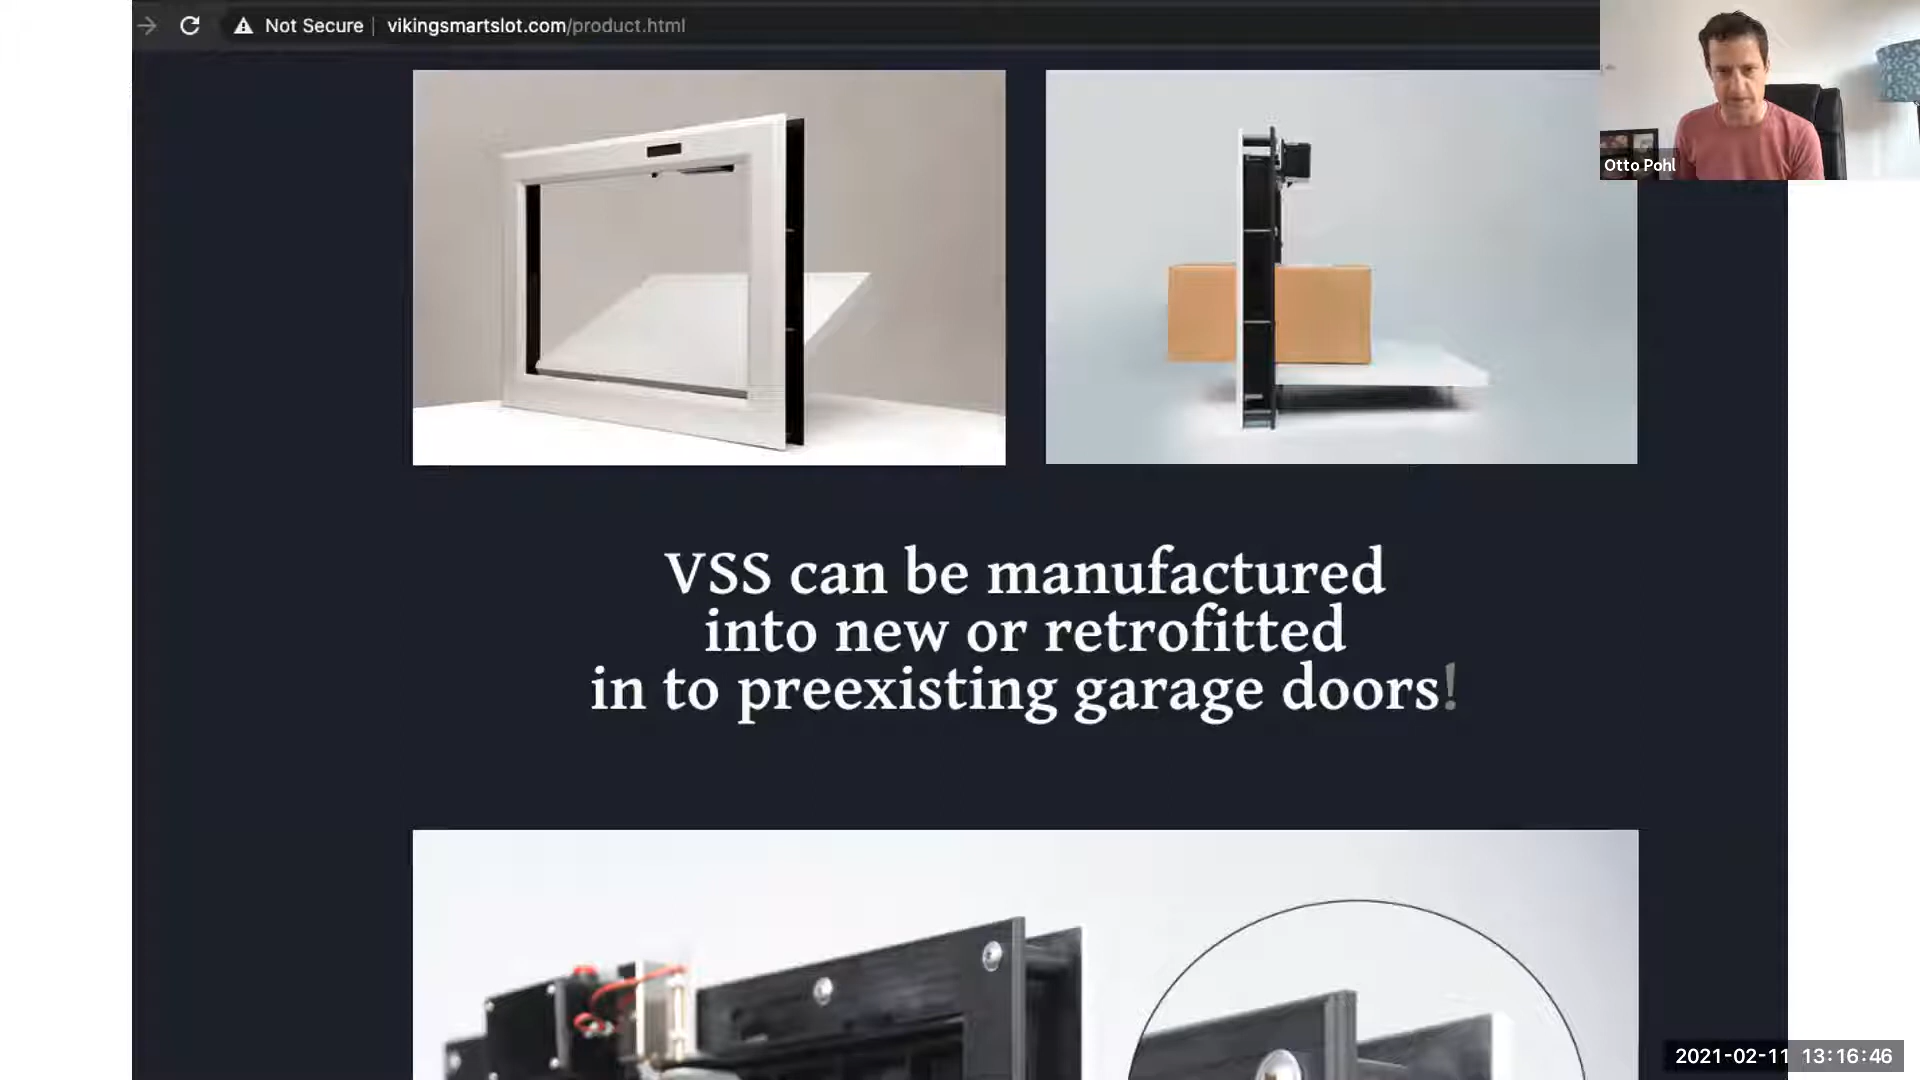 Not Secure | vikingsmartslot.com/product.html
Otto Pohl
VSS can be manufactured
into new or retrofitted
in to preexisting garage doors!
2021-02-11 13:16:46